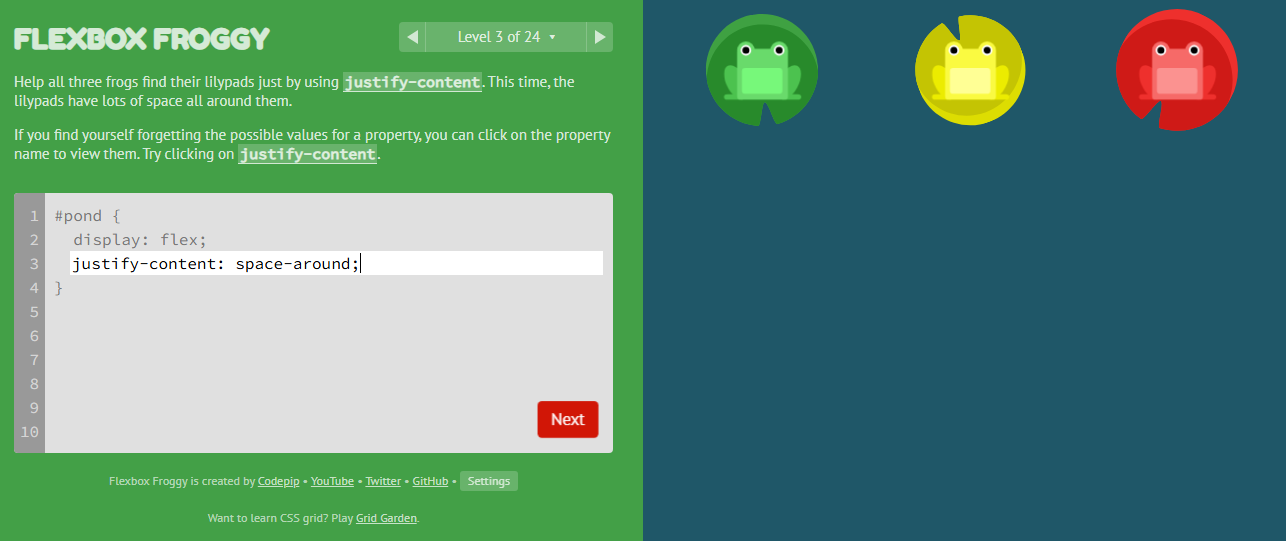 FLEXBOX FROGGY
Level 3 of 24
Help all three frogs find their lilypads just by using justify-content. This time, the
lilypads have lots of space all around them.
If you find yourself forgetting the possible values for a property, you can click on the property
name to view them. Try clicking on justify-content.
1 #pond {
2 display: flex;
3 justify-content: space-around;
4 }
5
6
7
8
9
10
Next
Flexbox Froggy is created by Codepip • YouTube • Twitter • GitHub • Settings
Want to learn CSS grid? Play Grid Garden.